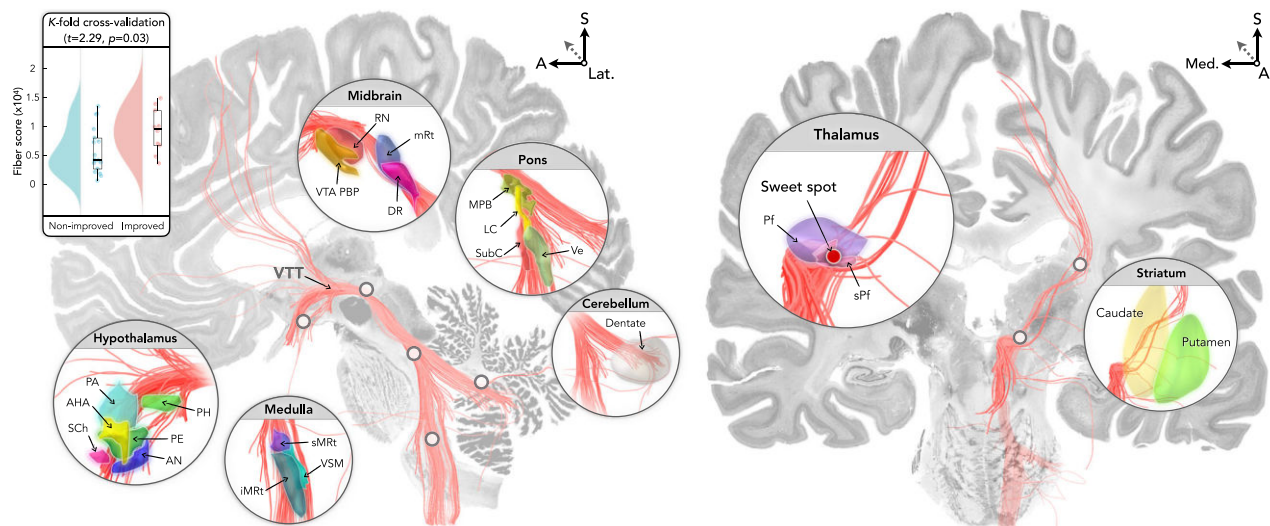 K-fold cross-validation
(t=2.29, p=0.03)
Fiber score (x10⁴)
2
1.5
1
0.5
0
Non-improved
Improved
S
A
Lat.
Midbrain
RN
mRt
VTA PBP
DR
Pons
MPB
LC
SubC
Ve
VTT
Cerebellum
Dentate
Hypothalamus
PA
AHA
SCh
PH
PE
AN
Medulla
sMRt
VSM
iMRt
S
Med.
A
Thalamus
Sweet spot
Pf
sPf
Striatum
Caudate
Putamen